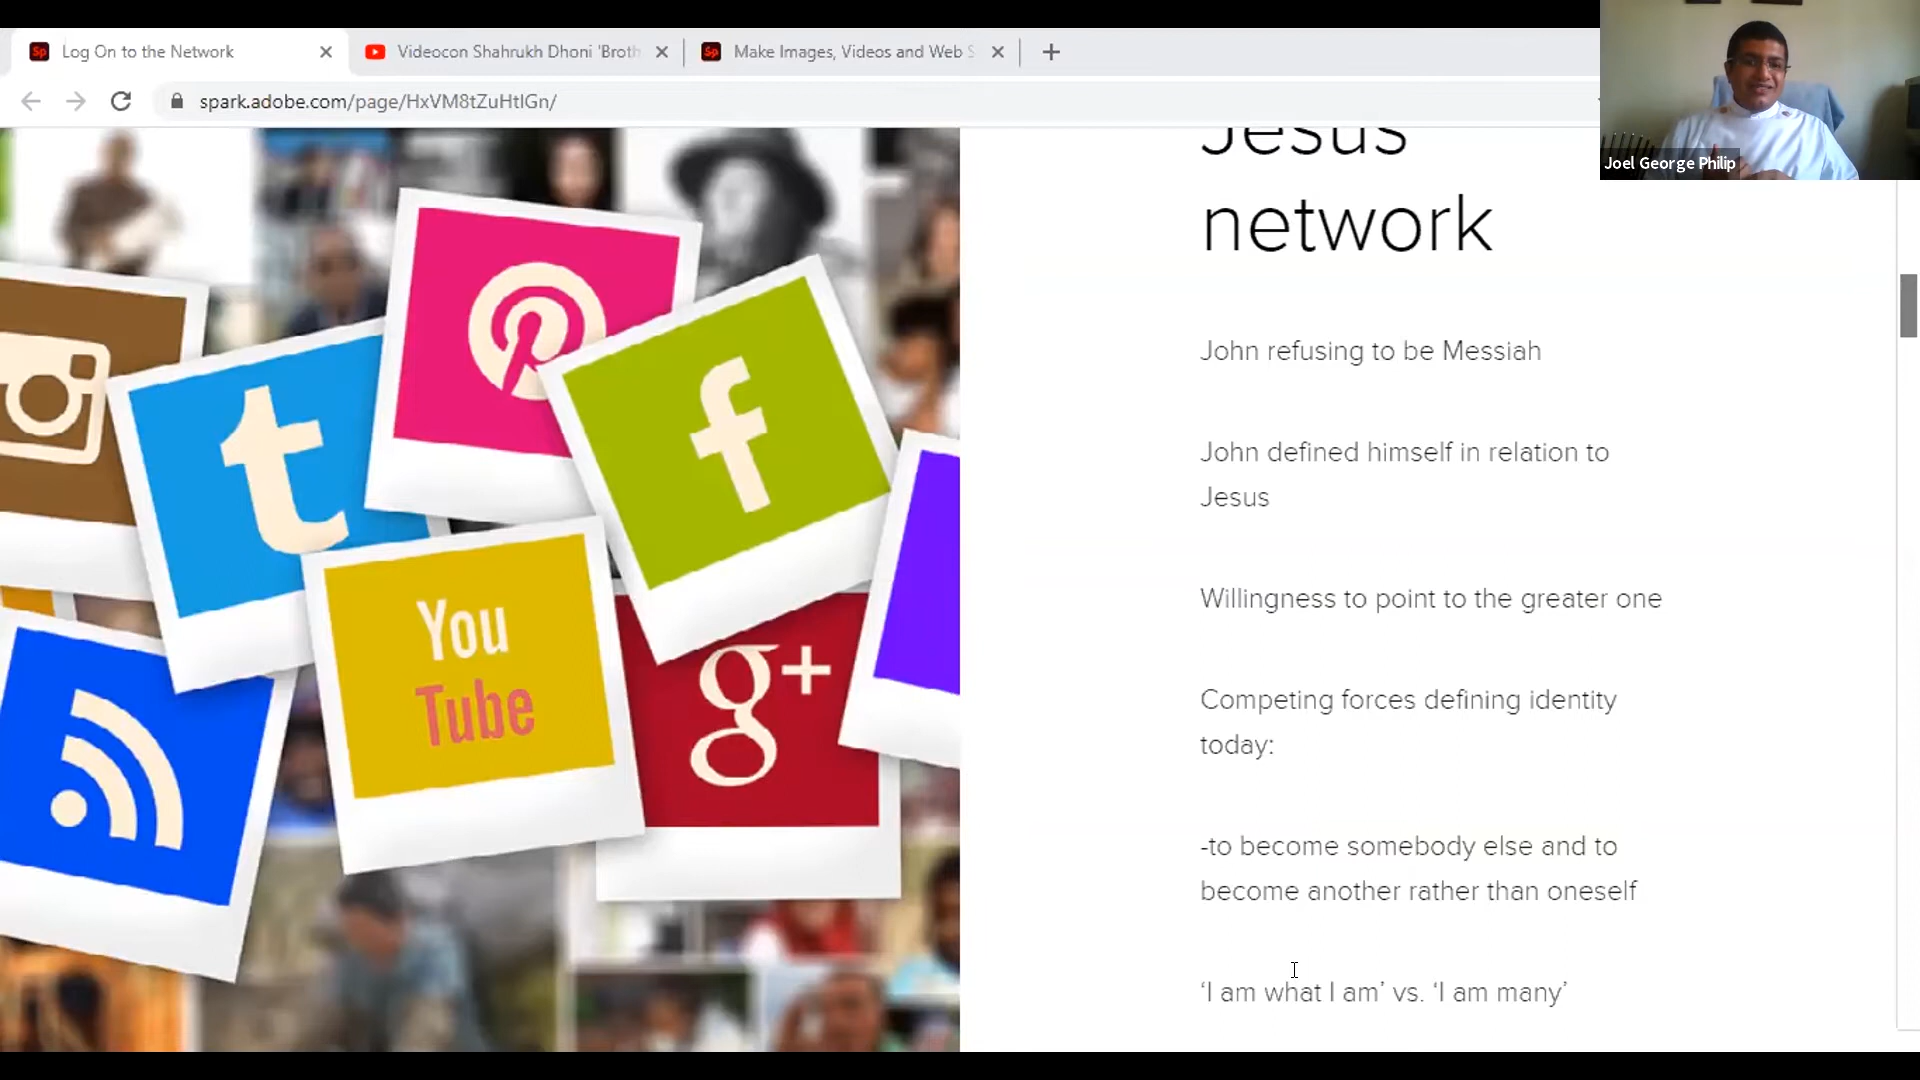 Log On to the Network
Videocon Shahrukh Dhoni 'Broth
Make Images, Videos and Web S
spark.adobe.com/page/HxVM8tZuHtIGn/
Joel George Philip
Jesus
network
John refusing to be Messiah
John defined himself in relation to
Jesus
Willingness to point to the greater one
Competing forces defining identity
today:
-to become somebody else and to
become another rather than oneself
‘I am what I am’ vs. ‘I am many’
t
f
You
Tube
g+